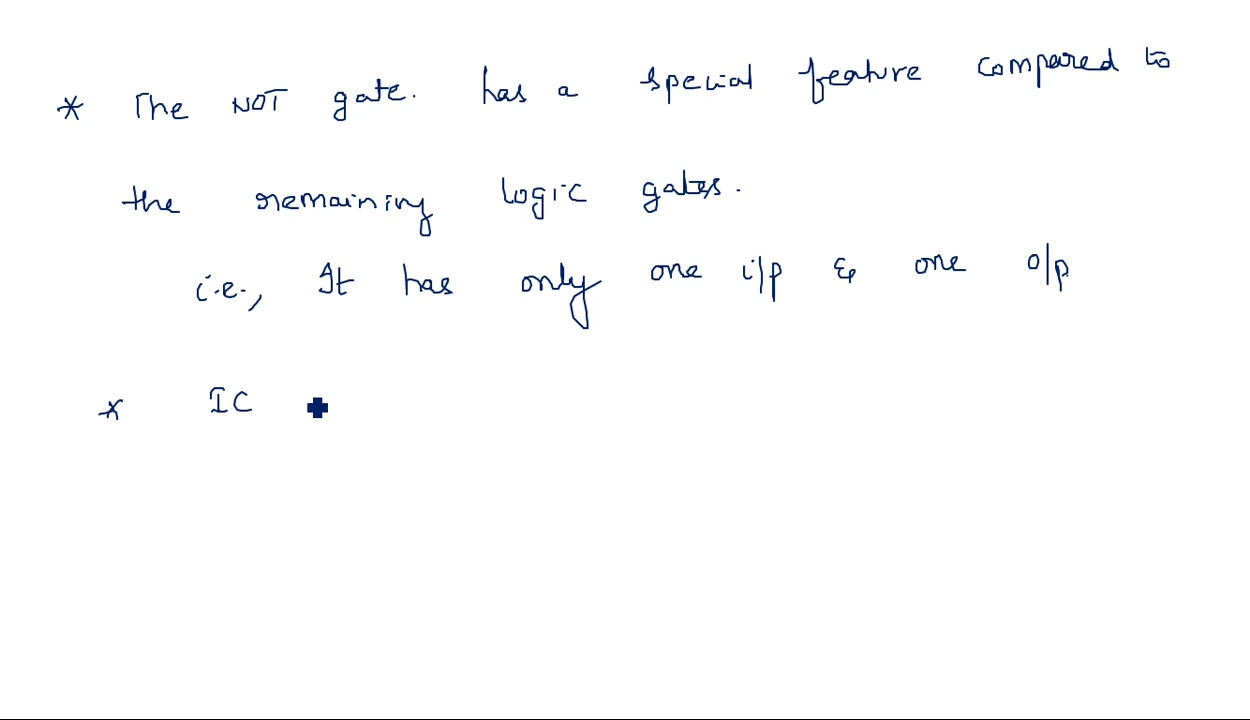 * The NOT gate. has a special feature compared to
the remaining logic gates.
i.e., It has only one i/p & one o/p
* IC